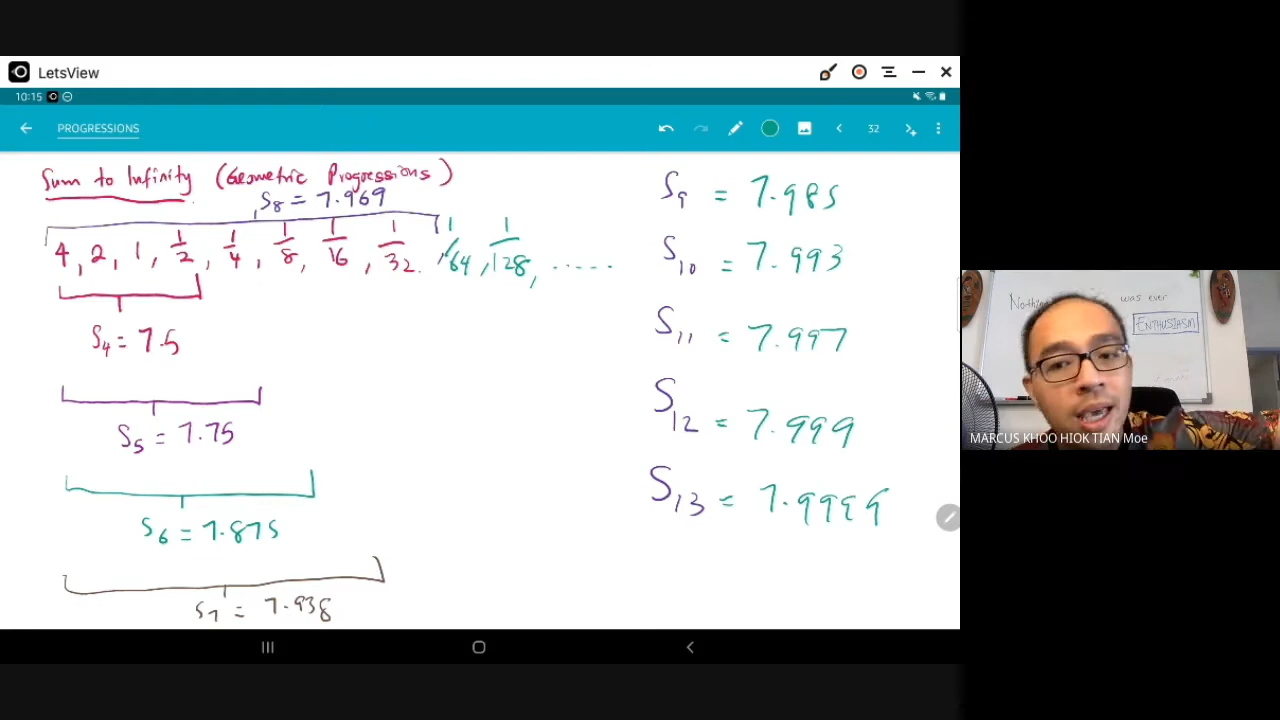 LetsView
10:15
PROGRESSIONS
32
Sum to Infinity (Geometric Progressions)
S8 = 7.969
4, 2, 1, 1/2, 1/4, 1/8, 1/16, 1/32, 1/64, 1/128, .....
S4 = 7.5
S5 = 7.75
S6 = 7.875
S7 = 7.938
S9 = 7.985
S10 = 7.993
S11 = 7.997
S12 = 7.999
S13 = 7.9999
was ever
ENTHUSIASM
MARCUS KHOO HIOK TIAN Moe